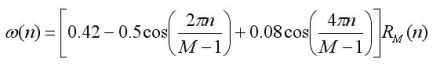 ω(n) = [0.42 − 0.5cos(2πn / (M−1)) + 0.08cos(4πn / (M−1))] R_M(n)